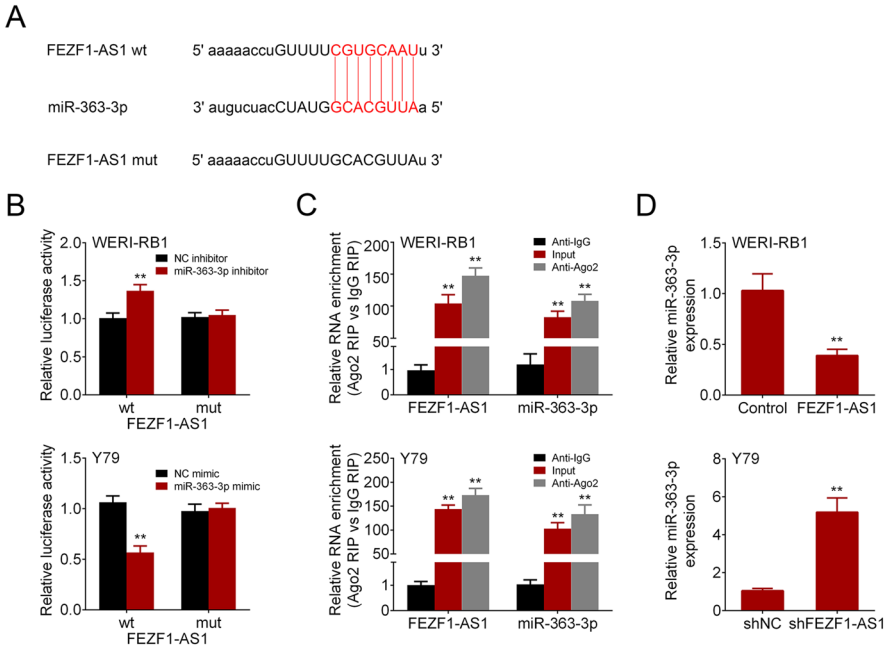 A
FEZF1-AS1 wt 5' aaaaaccuGUUUUCGUGCAAUu 3'
miR-363-3p 3' augucuacCUAUGGCACGUUAa 5'
FEZF1-AS1 mut 5' aaaaaccuGUUUUGCACGUUAu 3'
B
WERI-RB1
NC inhibitor
miR-363-3p inhibitor
Relative luciferase activity
2.0
1.5
1.0
0.5
0.0
**
wt mut
FEZF1-AS1
Y79
NC mimic
miR-363-3p mimic
Relative luciferase activity
1.5
1.0
0.5
0.0
**
wt mut
FEZF1-AS1
C
WERI-RB1
Anti-IgG
Input
Anti-Ago2
Relative RNA enrichment
(Ago2 RIP vs IgG RIP)
200
150
100
50
1
0
** ** ** **
FEZF1-AS1 miR-363-3p
Y79
Anti-IgG
Input
Anti-Ago2
Relative RNA enrichment
(Ago2 RIP vs IgG RIP)
250
200
150
100
50
1
0
** ** ** **
FEZF1-AS1 miR-363-3p
D
WERI-RB1
Relative miR-363-3p
expression
1.5
1.0
0.5
0.0
**
Control FEZF1-AS1
Y79
Relative miR-363-3p
expression
8
6
4
2
0
**
shNC shFEZF1-AS1